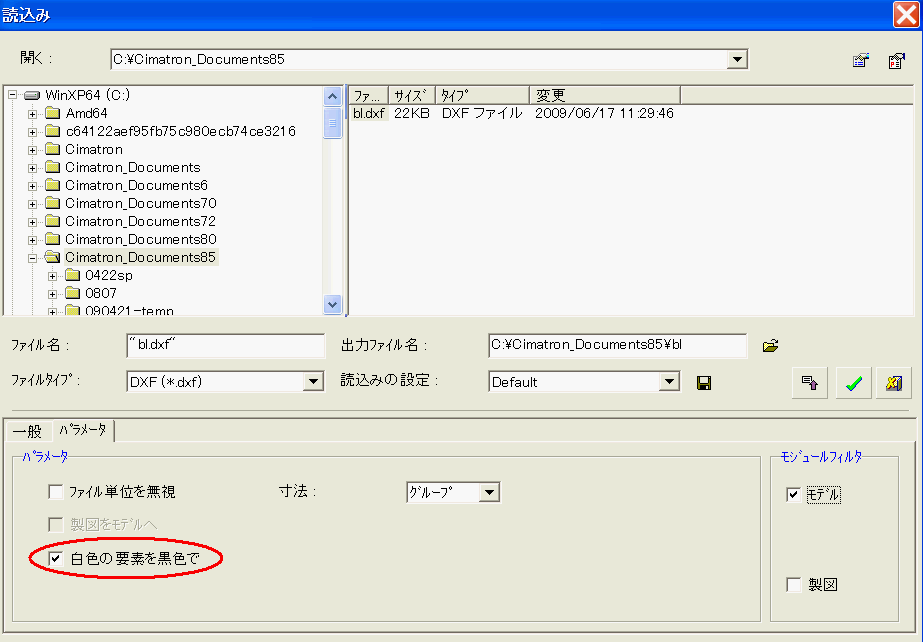 読込み
開く :
C:¥Cimatron_Documents85
WinXP64 (C:)
Amd64
c64122aef95fb75c980ecb74ce3216
Cimatron
Cimatron_Documents
Cimatron_Documents6
Cimatron_Documents70
Cimatron_Documents72
Cimatron_Documents80
Cimatron_Documents85
0422sp
0807
090421-temp
ファ... サイズ タイプ 変更
bl.dxf 22KB DXF ファイル 2009/06/17 11:29:46
ファイル名 :
"bl.dxf"
出力ファイル名 :
C:¥Cimatron_Documents85¥bl
ファイルタイプ :
DXF (*.dxf)
読込みの設定 :
Default
一般 パラメータ
パラメータ
ファイル単位を無視
寸法 :
グループ
製図をモデルへ
白色の要素を黒色で
モジュールフィルタ
モデル
製図